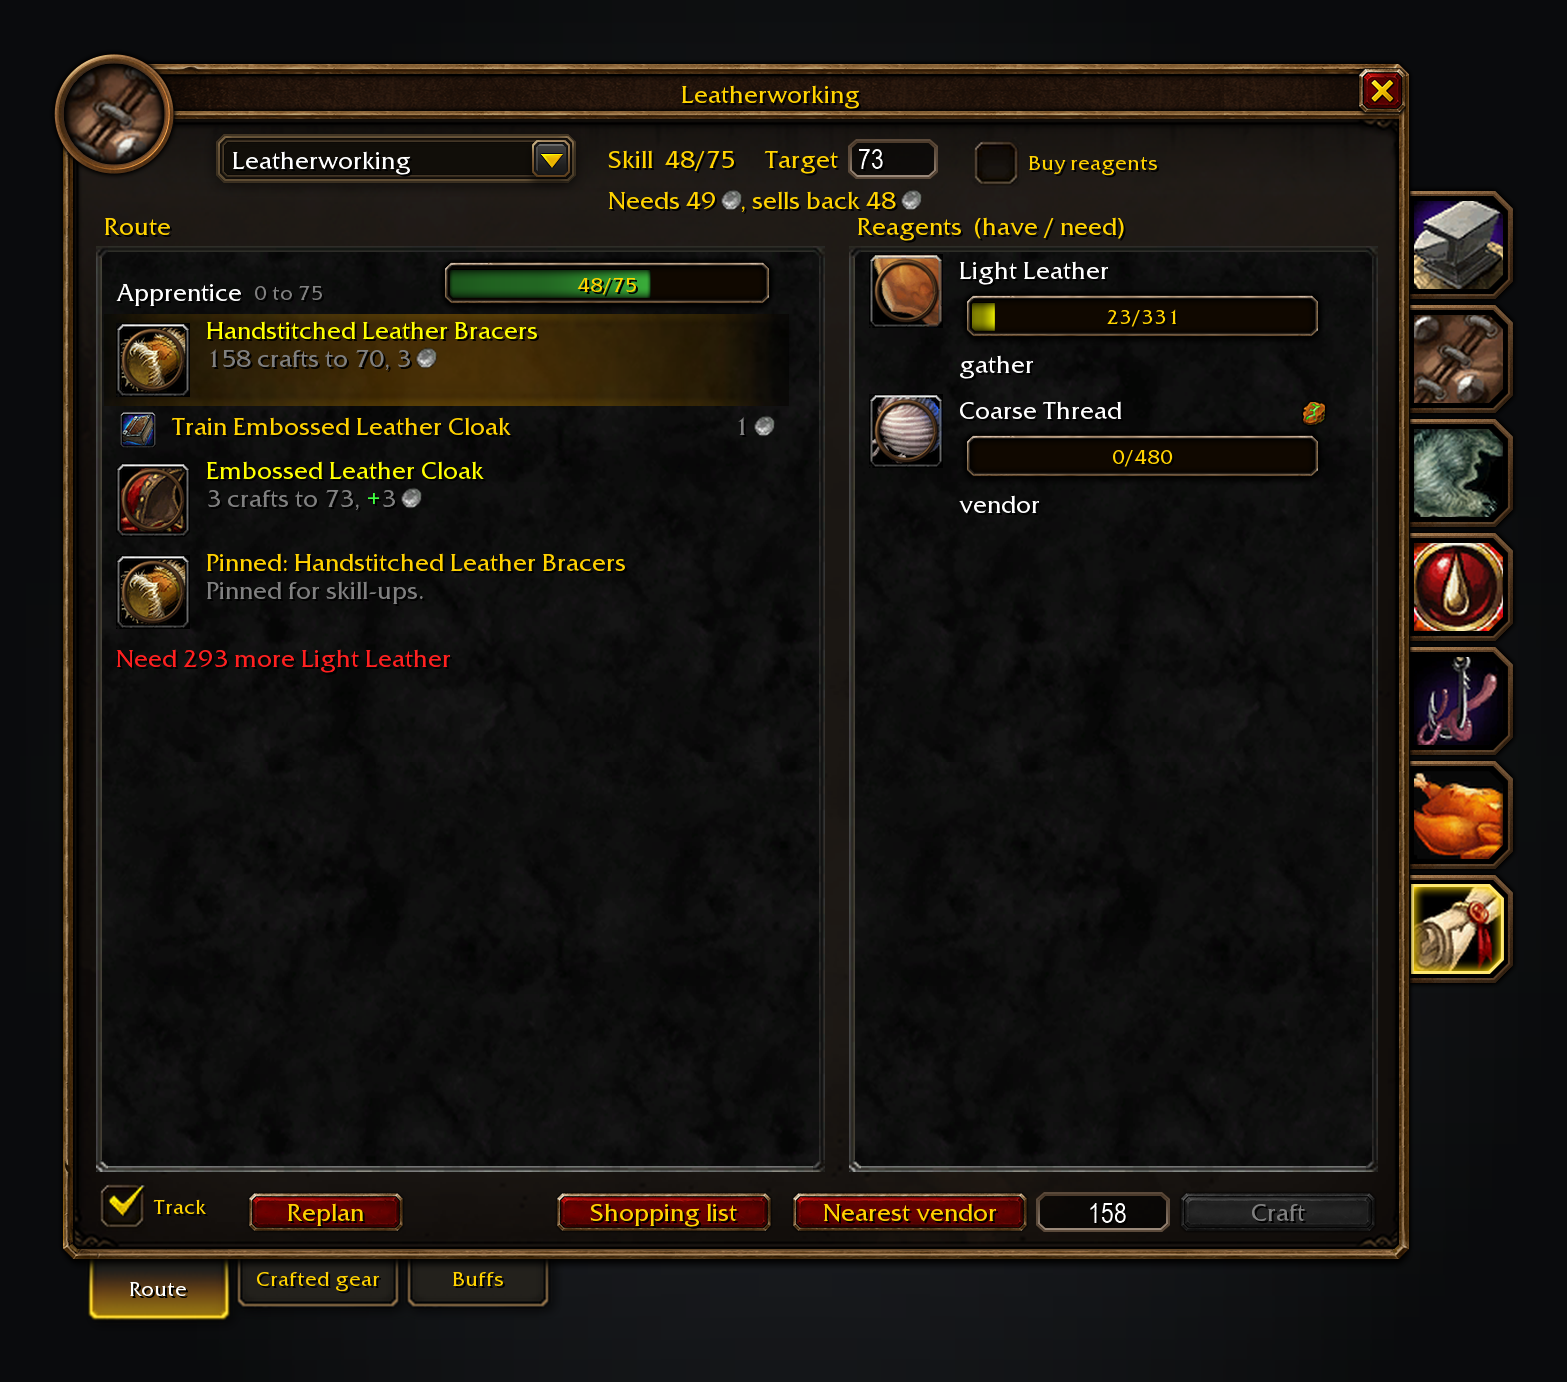 Leatherworking
Leatherworking
Skill 48/75 Target 73 Buy reagents
Needs 49, sells back 48
Route
Reagents (have / need)
Apprentice 0 to 75 48/75
Handstitched Leather Bracers
158 crafts to 70, 3
Train Embossed Leather Cloak 1
Embossed Leather Cloak
3 crafts to 73, +3
Pinned: Handstitched Leather Bracers
Pinned for skill-ups.
Need 293 more Light Leather
Light Leather
23/331
gather
Coarse Thread
0/480
vendor
Track Replan Shopping list Nearest vendor 158 Craft
Route Crafted gear Buffs